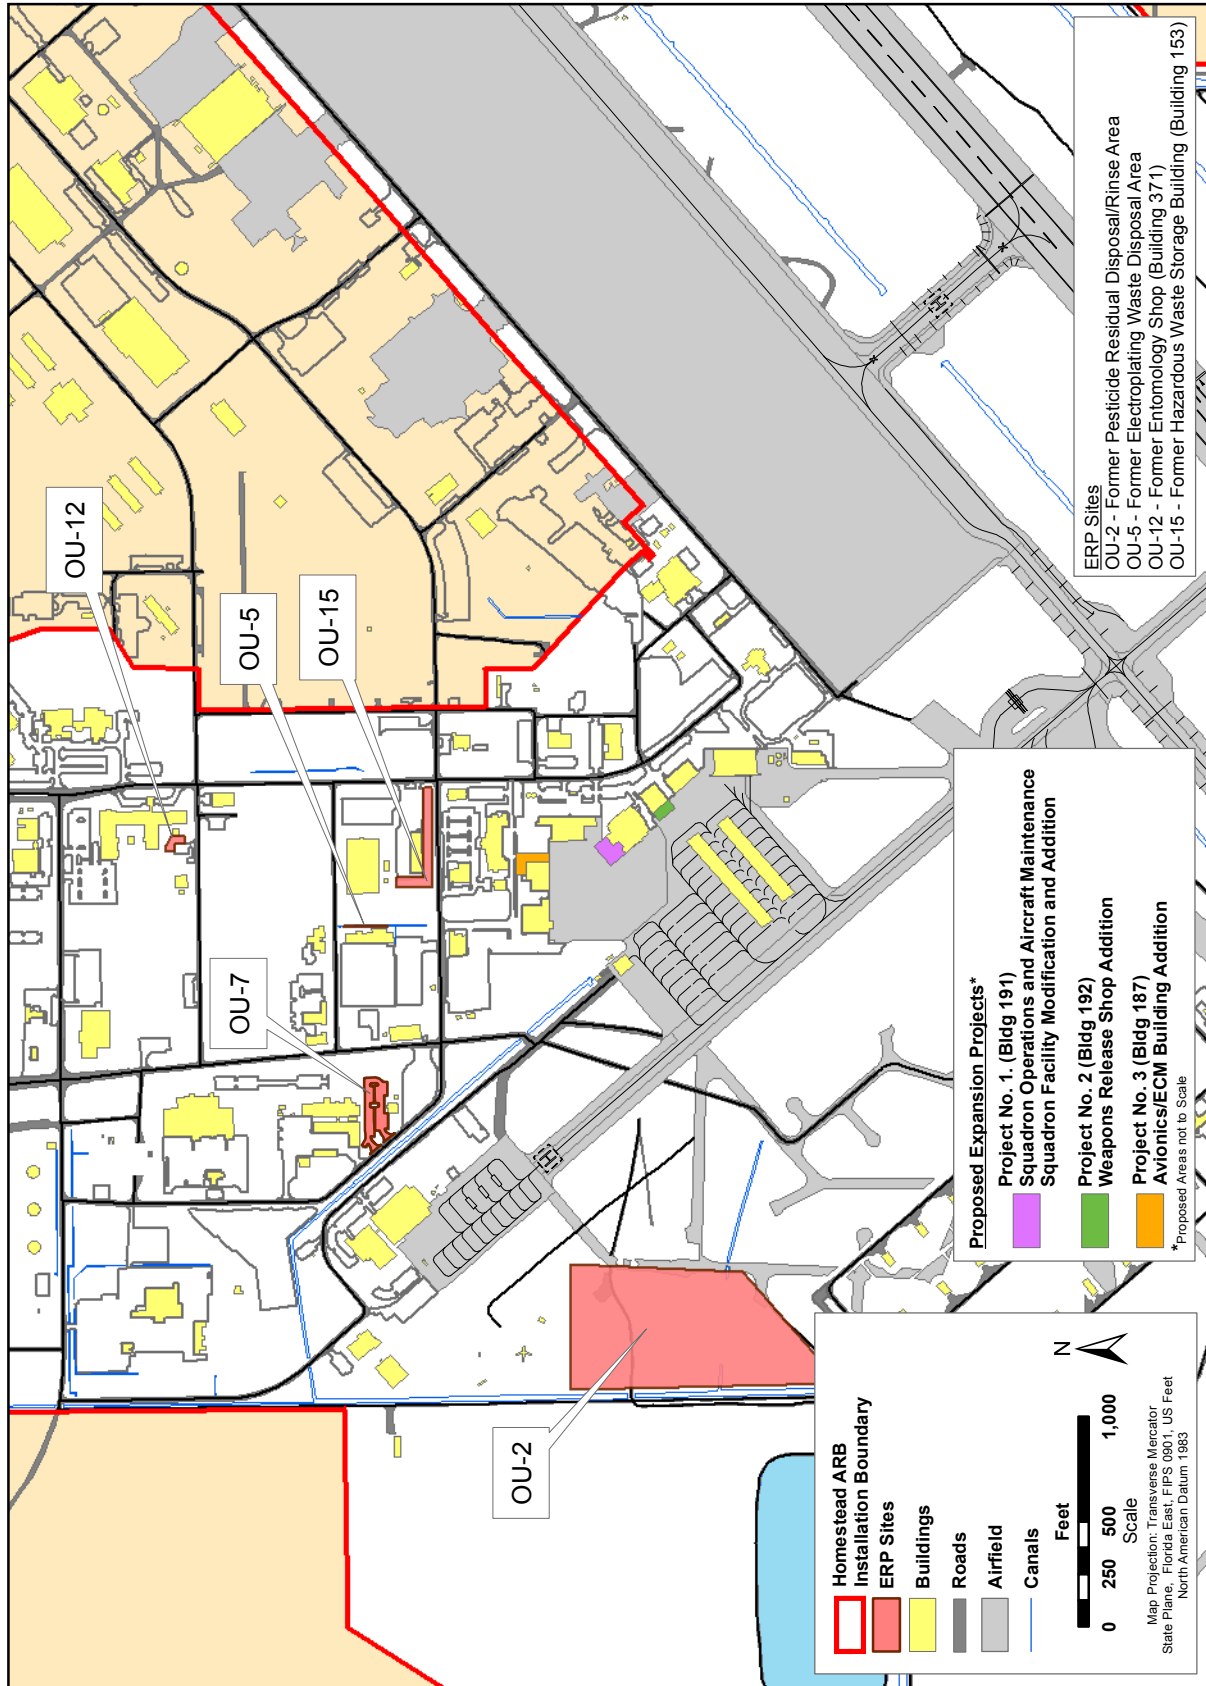 OU-12
OU-5
OU-15
OU-7
OU-2
H
H
Homestead ARB
Installation Boundary
ERP Sites
Buildings
Roads
Airfield
Canals
Feet
0 250 500 1,000
Scale
N
Map Projection: Transverse Mercator
State Plane, Florida East, FIPS 0901, US Feet
North American Datum 1983
Proposed Expansion Projects*
Project No. 1. (Bldg 191)
Squadron Operations and Aircraft Maintenance
Squadron Facility Modification and Addition
Project No. 2 (Bldg 192)
Weapons Release Shop Addition
Project No. 3 (Bldg 187)
Avionics/ECM Building Addition
*Proposed Areas not to Scale
ERP Sites
OU-2 - Former Pesticide Residual Disposal/Rinse Area
OU-5 - Former Electroplating Waste Disposal Area
OU-12 - Former Entomology Shop (Building 371)
OU-15 - Former Hazardous Waste Storage Building (Building 153)